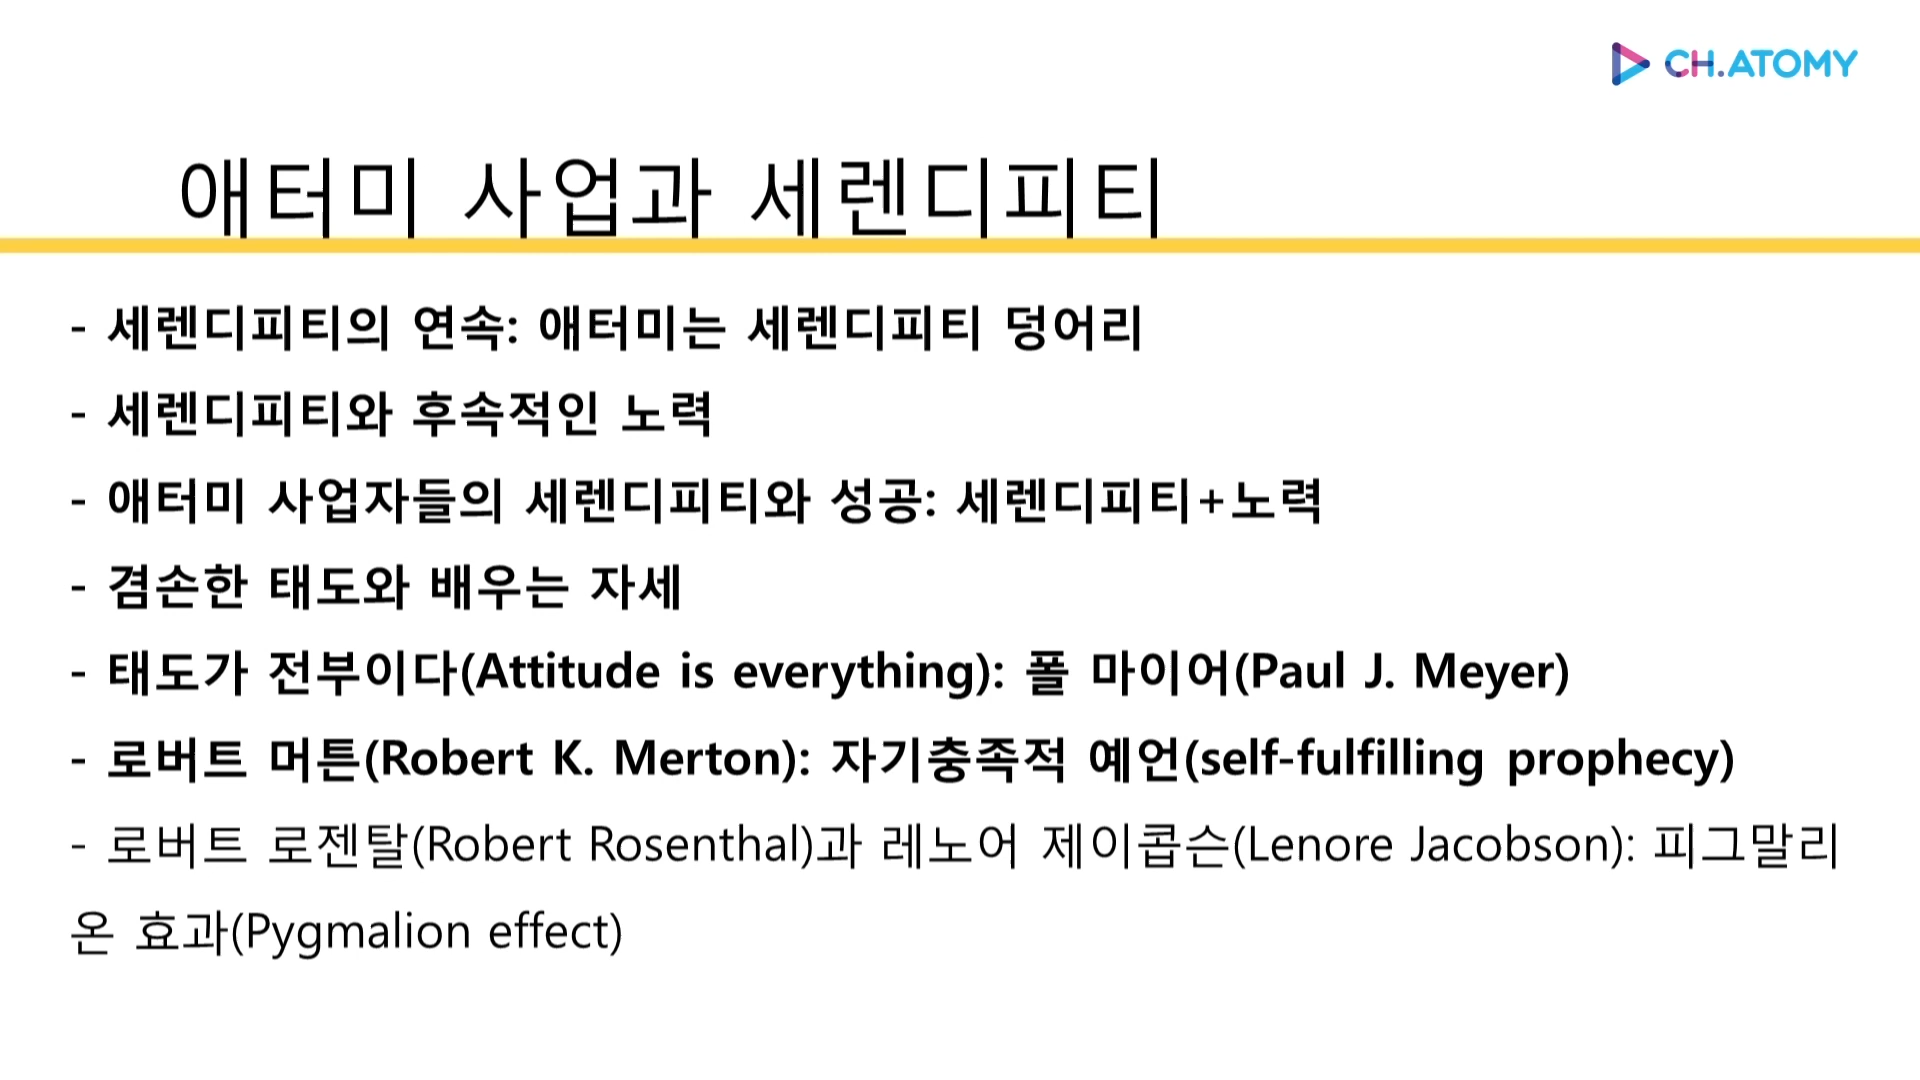 CH.ATOMY
애터미 사업과 세렌디피티
- 세렌디피티의 연속: 애터미는 세렌디피티 덩어리
- 세렌디피티와 후속적인 노력
- 애터미 사업자들의 세렌디피티와 성공: 세렌디피티+노력
- 겸손한 태도와 배우는 자세
- 태도가 전부이다(Attitude is everything): 폴 마이어(Paul J. Meyer)
- 로버트 머튼(Robert K. Merton): 자기충족적 예언(self-fulfilling prophecy)
- 로버트 로젠탈(Robert Rosenthal)과 레노어 제이콥슨(Lenore Jacobson): 피그말리
온 효과(Pygmalion effect)